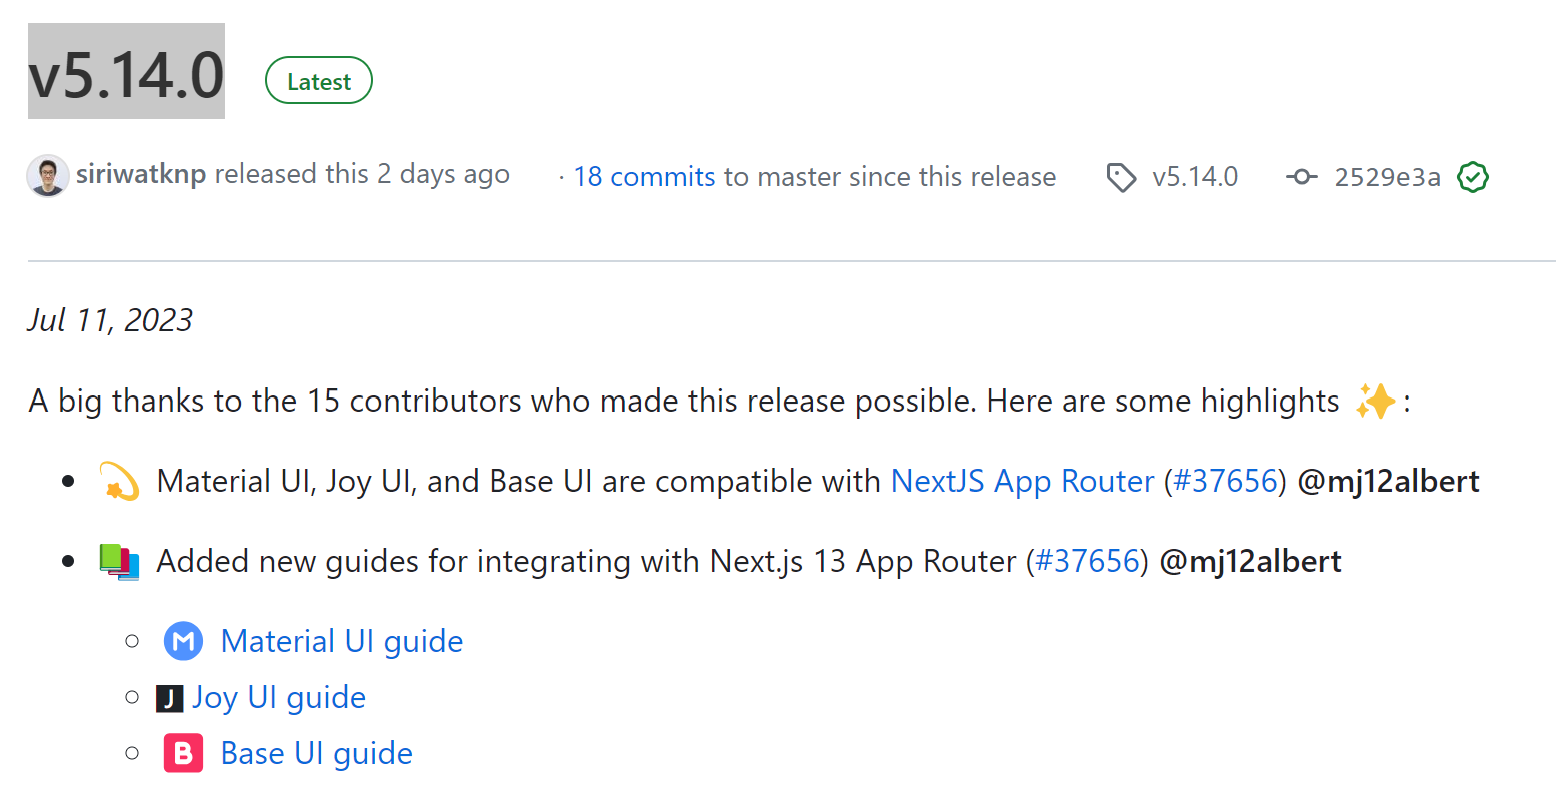 v5.14.0 Latest
siriwatknp released this 2 days ago · 18 commits to master since this release v5.14.0 2529e3a
Jul 11, 2023
A big thanks to the 15 contributors who made this release possible. Here are some highlights ✨ :
• 💫 Material UI, Joy UI, and Base UI are compatible with NextJS App Router (#37656) @mj12albert
• 📚 Added new guides for integrating with Next.js 13 App Router (#37656) @mj12albert
○ M Material UI guide
○ J Joy UI guide
○ B Base UI guide